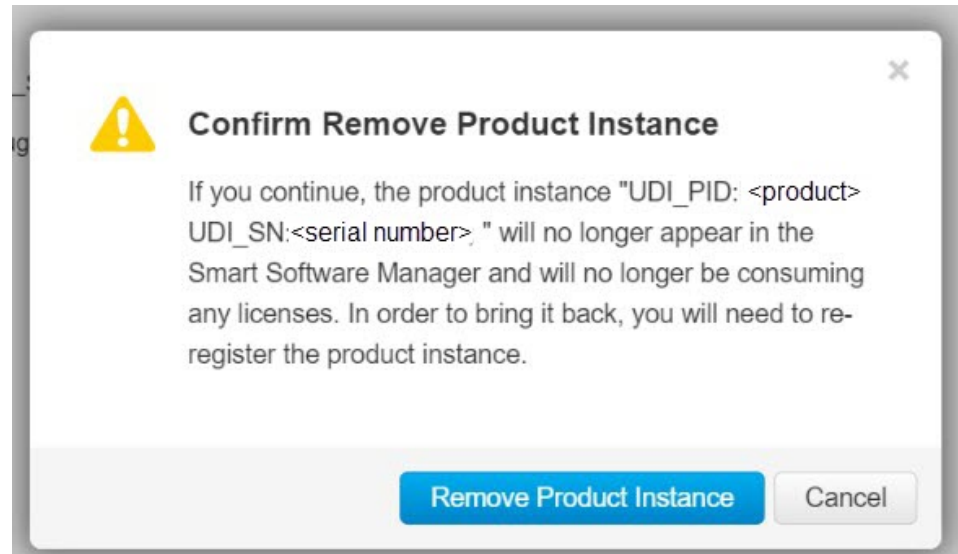 Confirm Remove Product Instance
If you continue, the product instance "UDI_PID: <product>
UDI_SN:<serial number>, " will no longer appear in the
Smart Software Manager and will no longer be consuming
any licenses. In order to bring it back, you will need to re-
register the product instance.
Remove Product Instance
Cancel